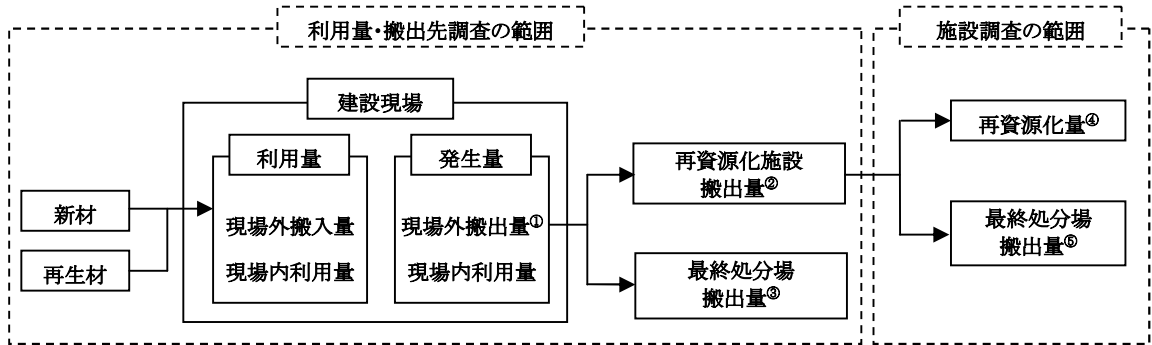 利用量・搬出先調査の範囲
施設調査の範囲
建設現場
利用量
発生量
新材
再生材
現場外搬入量
現場内利用量
現場外搬出量①
現場内利用量
再資源化施設
搬出量②
最終処分場
搬出量③
再資源化量④
最終処分場
搬出量⑤